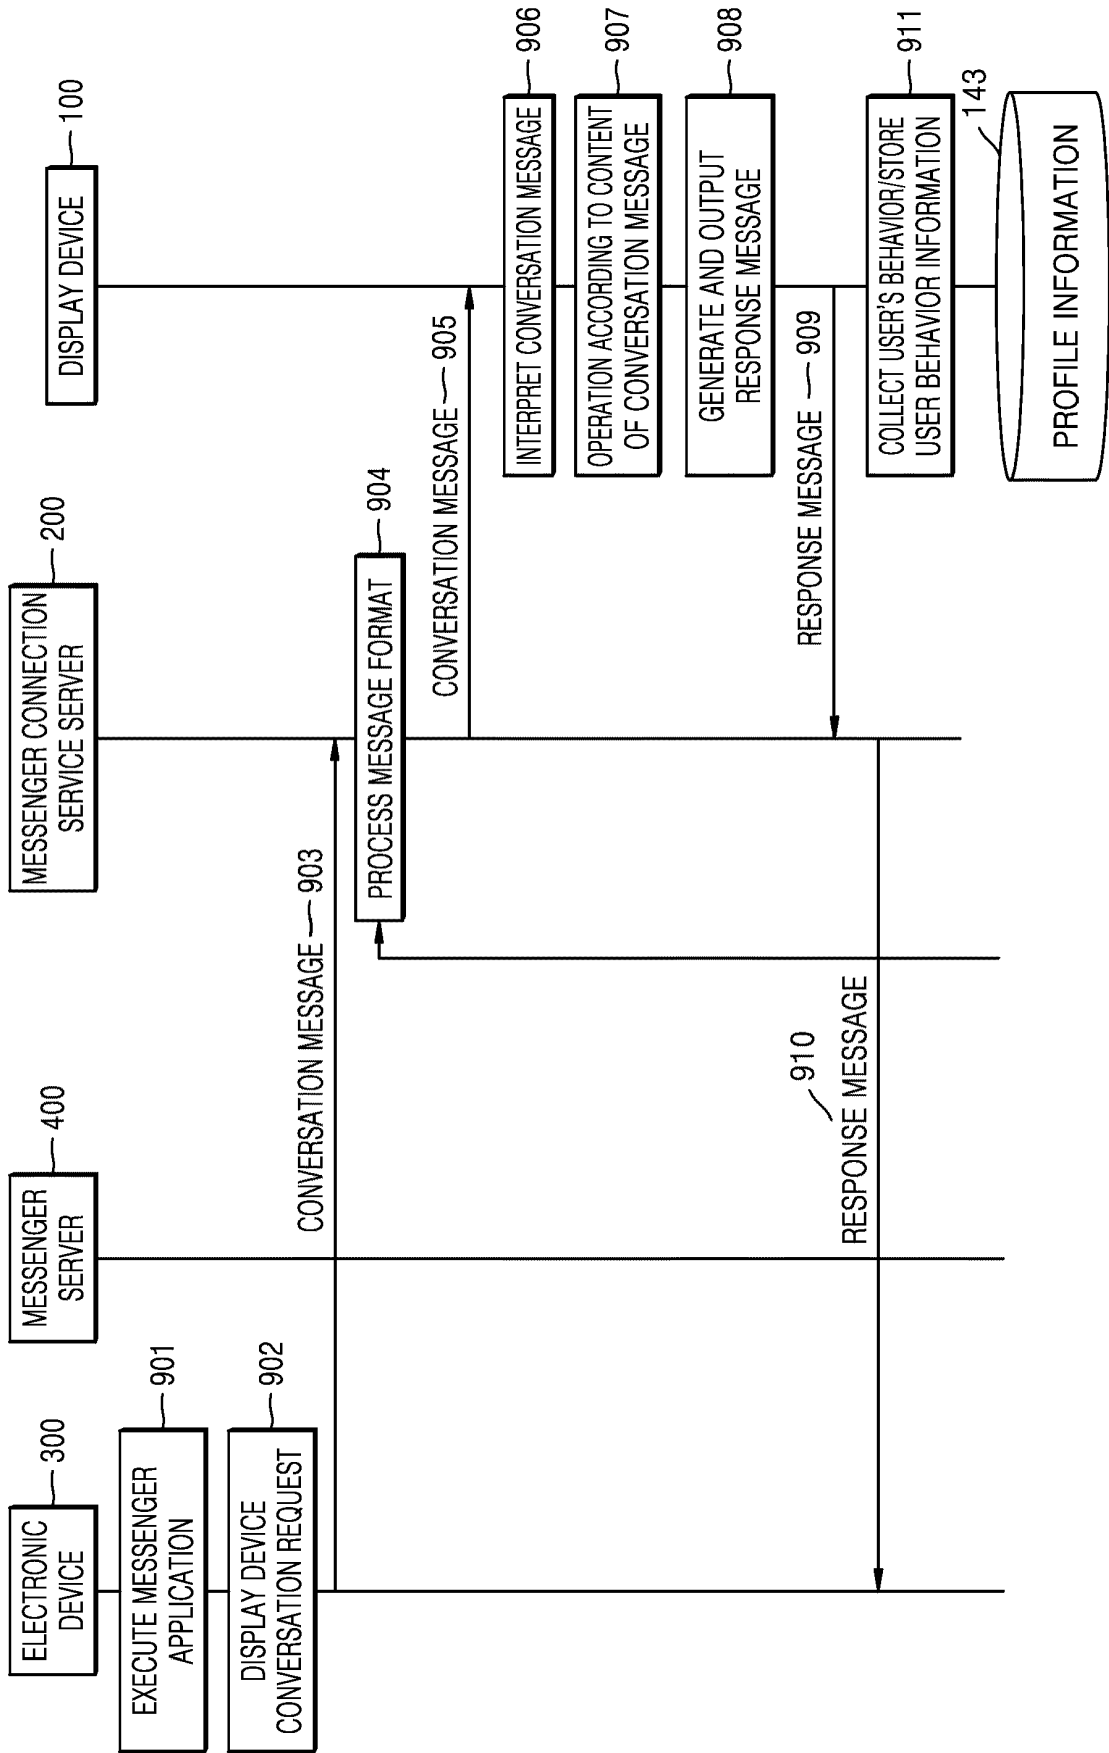 ELECTRONIC
DEVICE
300
MESSENGER
SERVER
400
MESSENGER CONNECTION
SERVICE SERVER
200
DISPLAY DEVICE
100
EXECUTE MESSENGER
APPLICATION
901
DISPLAY DEVICE
CONVERSATION REQUEST
902
CONVERSATION MESSAGE 903
PROCESS MESSAGE FORMAT
904
CONVERSATION MESSAGE 905
INTERPRET CONVERSATION MESSAGE
906
OPERATION ACCORDING TO CONTENT
OF CONVERSATION MESSAGE
907
GENERATE AND OUTPUT
RESPONSE MESSAGE
908
RESPONSE MESSAGE 909
910
RESPONSE MESSAGE
COLLECT USER'S BEHAVIOR/STORE
USER BEHAVIOR INFORMATION
911
143
PROFILE INFORMATION